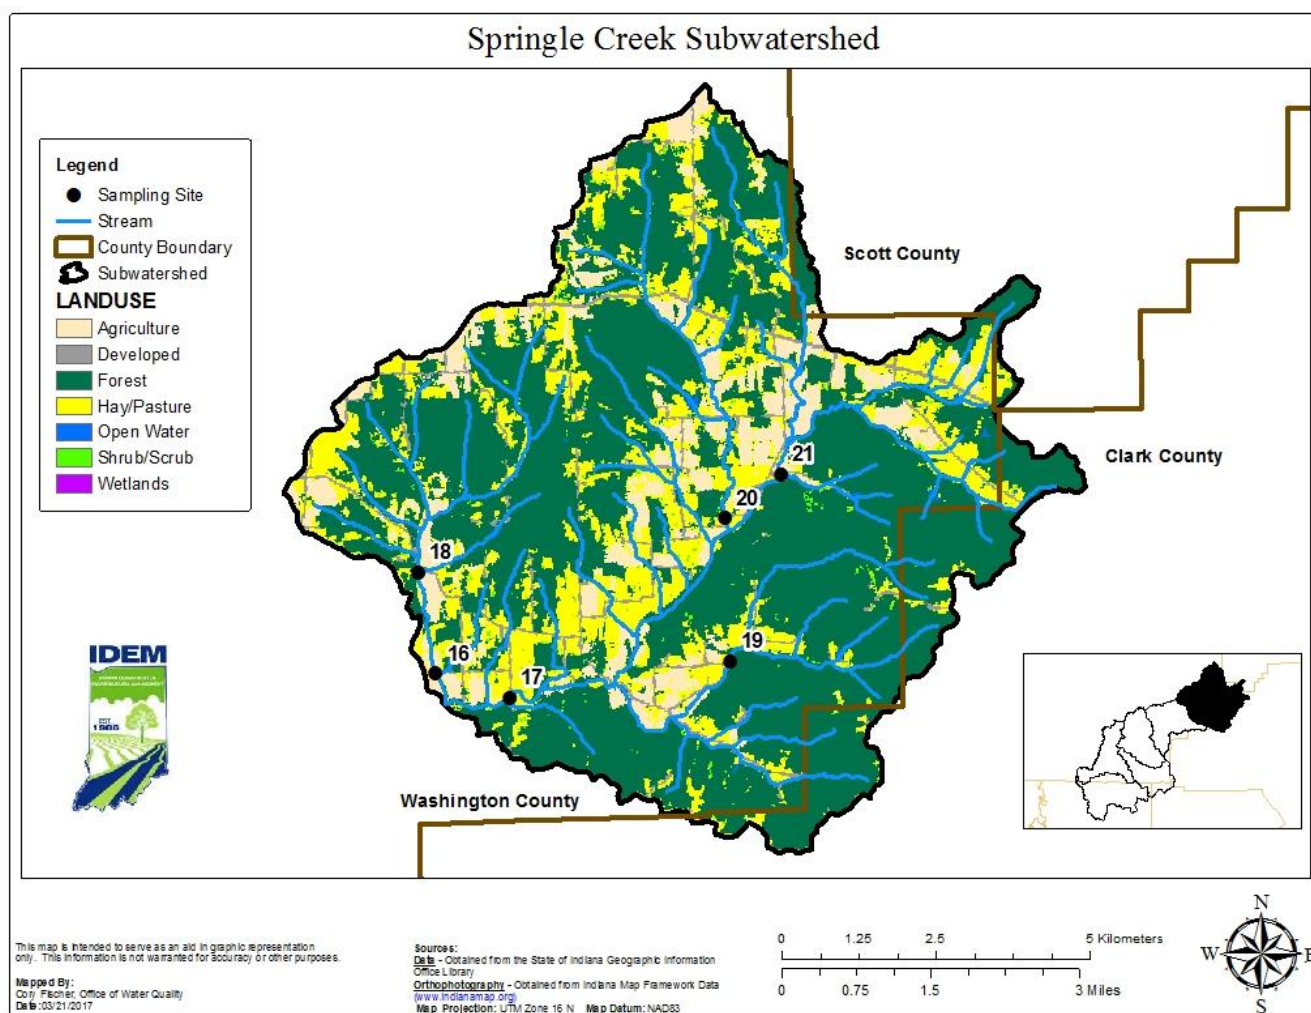 Springle Creek Subwatershed
Legend
Sampling Site
Stream
County Boundary
Subwatershed
LANDUSE
Agriculture
Developed
Forest
Hay/Pasture
Open Water
Shrub/Scrub
Wetlands
Scott County
Clark County
21
20
18
19
16
17
Washington County
IDEM
EST.
1986
N
W
E
S
0 1.25 2.5 5 Kilometers
0 0.75 1.5 3 Miles
This map is intended to serve as an aid in graphic representation
only. This information is not warranted for accuracy or other purposes.
Mapped By:
Cory Fischer, Office of Water Quality
Date:03/21/2017
Sources:
Data - Obtained from the State of Indiana Geographic Information
Office Library
Orthophotography - Obtained from Indiana Map Framework Data
(www.indianamap.org)
Map Projection: UTM Zone 16 N Map Datum: NAD83